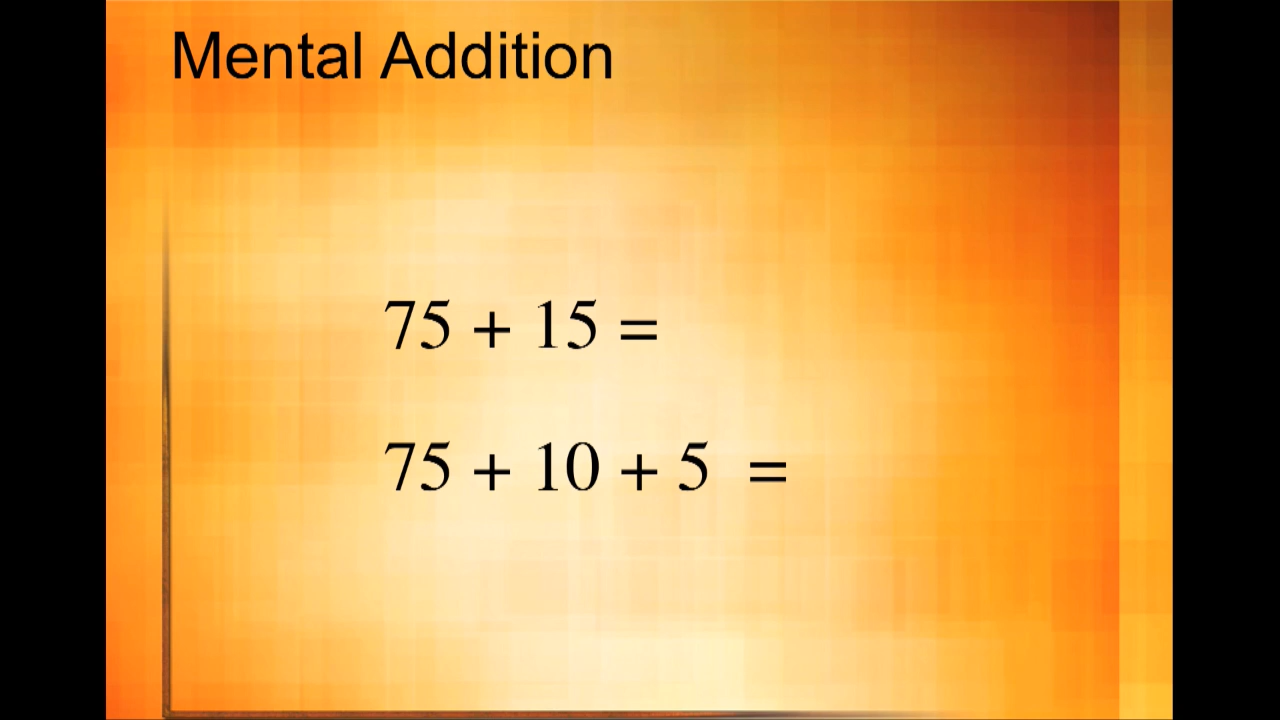 Mental Addition
75 + 15 =
75 + 10 + 5 =